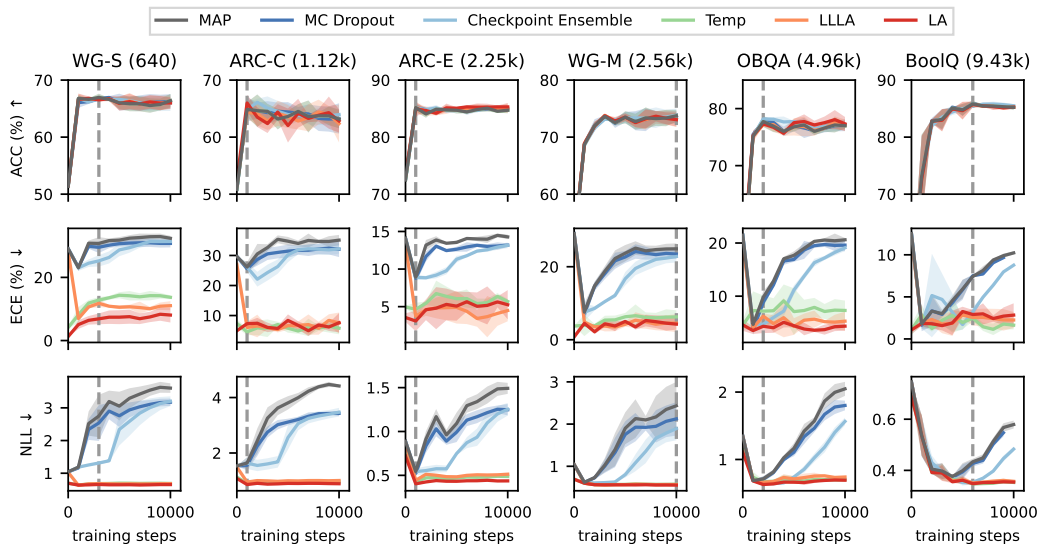 MAP MC Dropout Checkpoint Ensemble Temp LLLA LA
WG-S (640) ARC-C (1.12k) ARC-E (2.25k) WG-M (2.56k) OBQA (4.96k) BoolQ (9.43k)
ACC (%) ↑
70 60 50
70 60 50
90 70
80 70 60
80 70
90 80 70
ECE (%) ↓
20 0
30 20 10
15 10 5
20 0
20 10
10 5 0
NLL ↓
3 2 1
4 2
1.5 1.0 0.5
3 2 1
2 1
0.6 0.4
0 10000 0 10000 0 10000 0 10000 0 10000 0 10000
training steps training steps training steps training steps training steps training steps